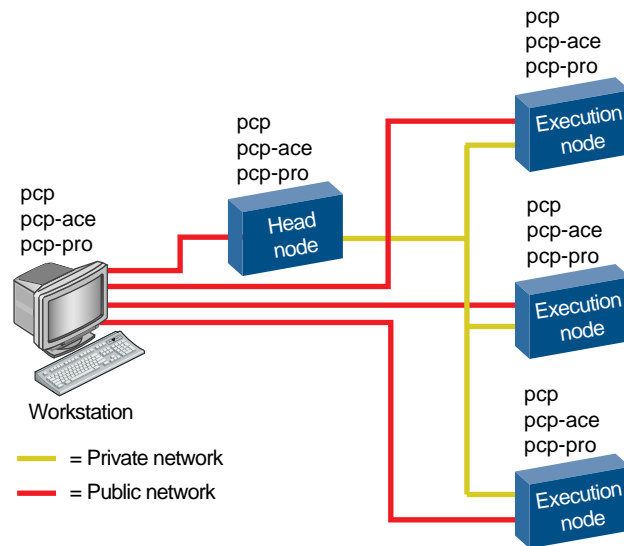 pcp
pcp-ace
pcp-pro
Execution
node
pcp
pcp-ace
pcp-pro
Head
node
pcp
pcp-ace
pcp-pro
Workstation
pcp
pcp-ace
pcp-pro
Execution
node
pcp
pcp-ace
pcp-pro
Execution
node
= Private network
= Public network